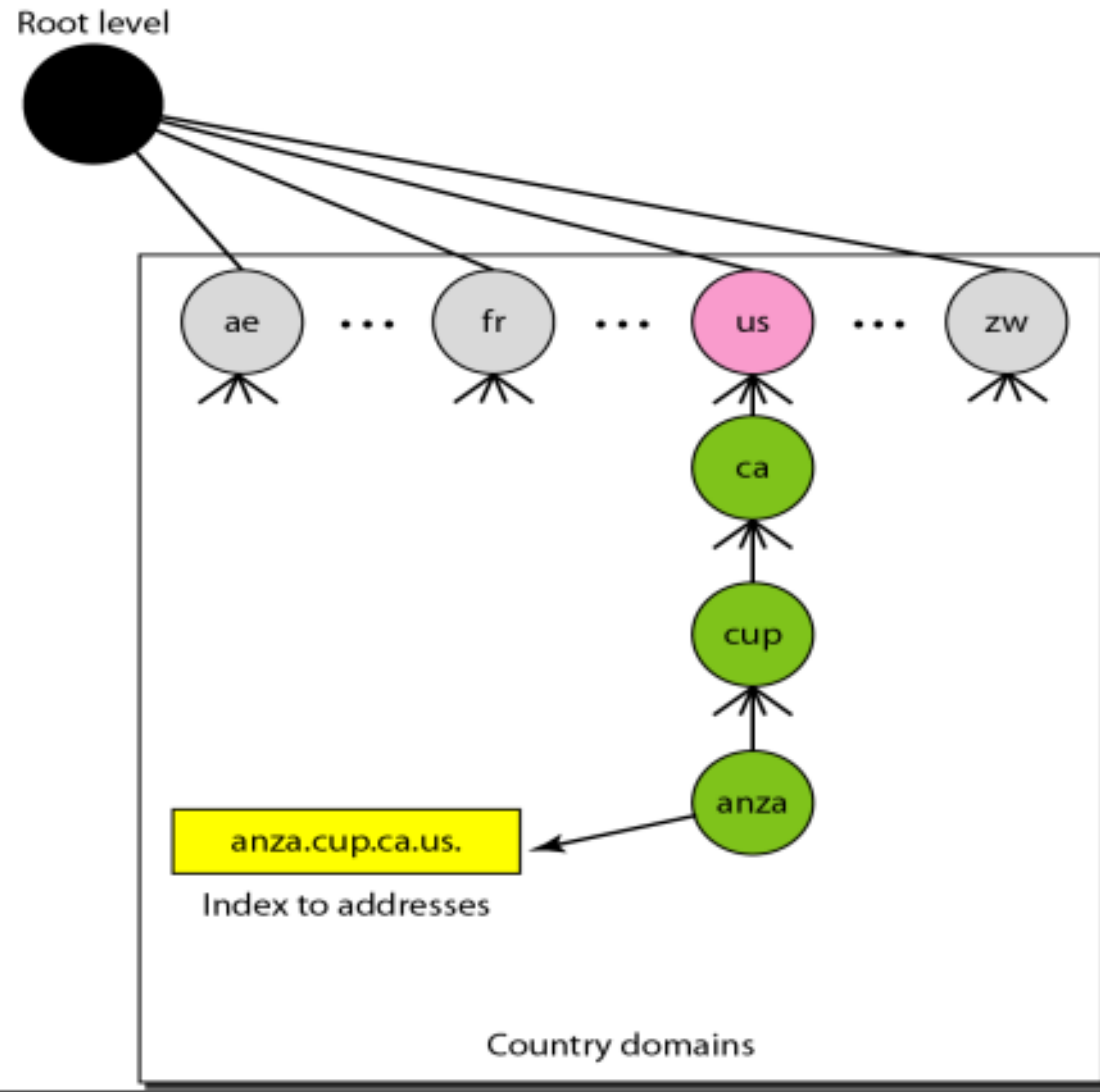 Root level
ae ... fr ... us ... zw
ca
cup
anza
anza.cup.ca.us.
Index to addresses
Country domains